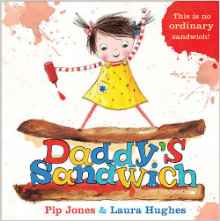 This is no
ordinary
sandwich!
Daddy's
Sandwich
Pip Jones & Laura Hughes